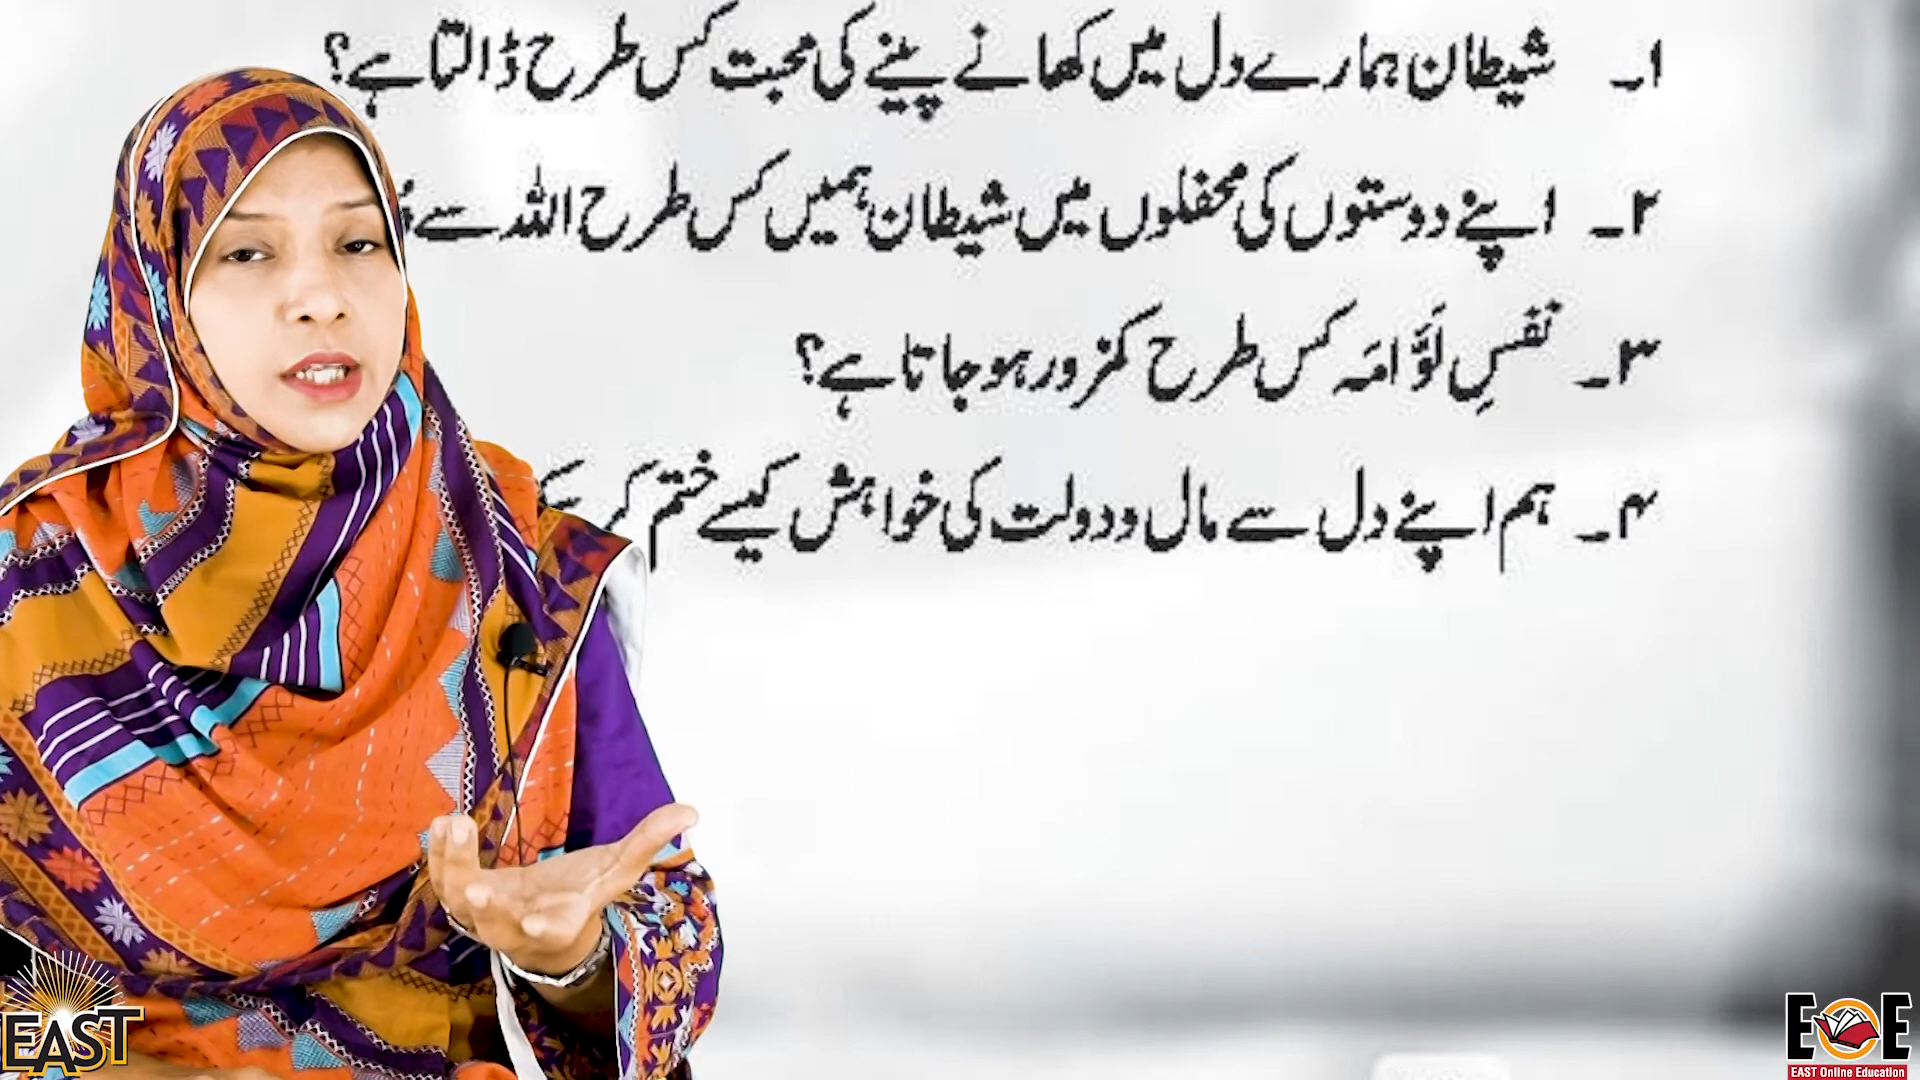 ۱۔ شیطان ہمارے دل میں کھانے پینے کی محبت کس طرح ڈالتا ہے؟
۲۔ اپنے دوستوں کی محفلوں میں شیطان ہمیں کس طرح اللہ سے
۳۔ نفسِ لَوَّامَہ کس طرح کمزور ہو جاتا ہے؟
۴۔ ہم اپنے دل سے مال و دولت کی خواہش کیسے ختم کر
EAST
EOE
EAST Online Education